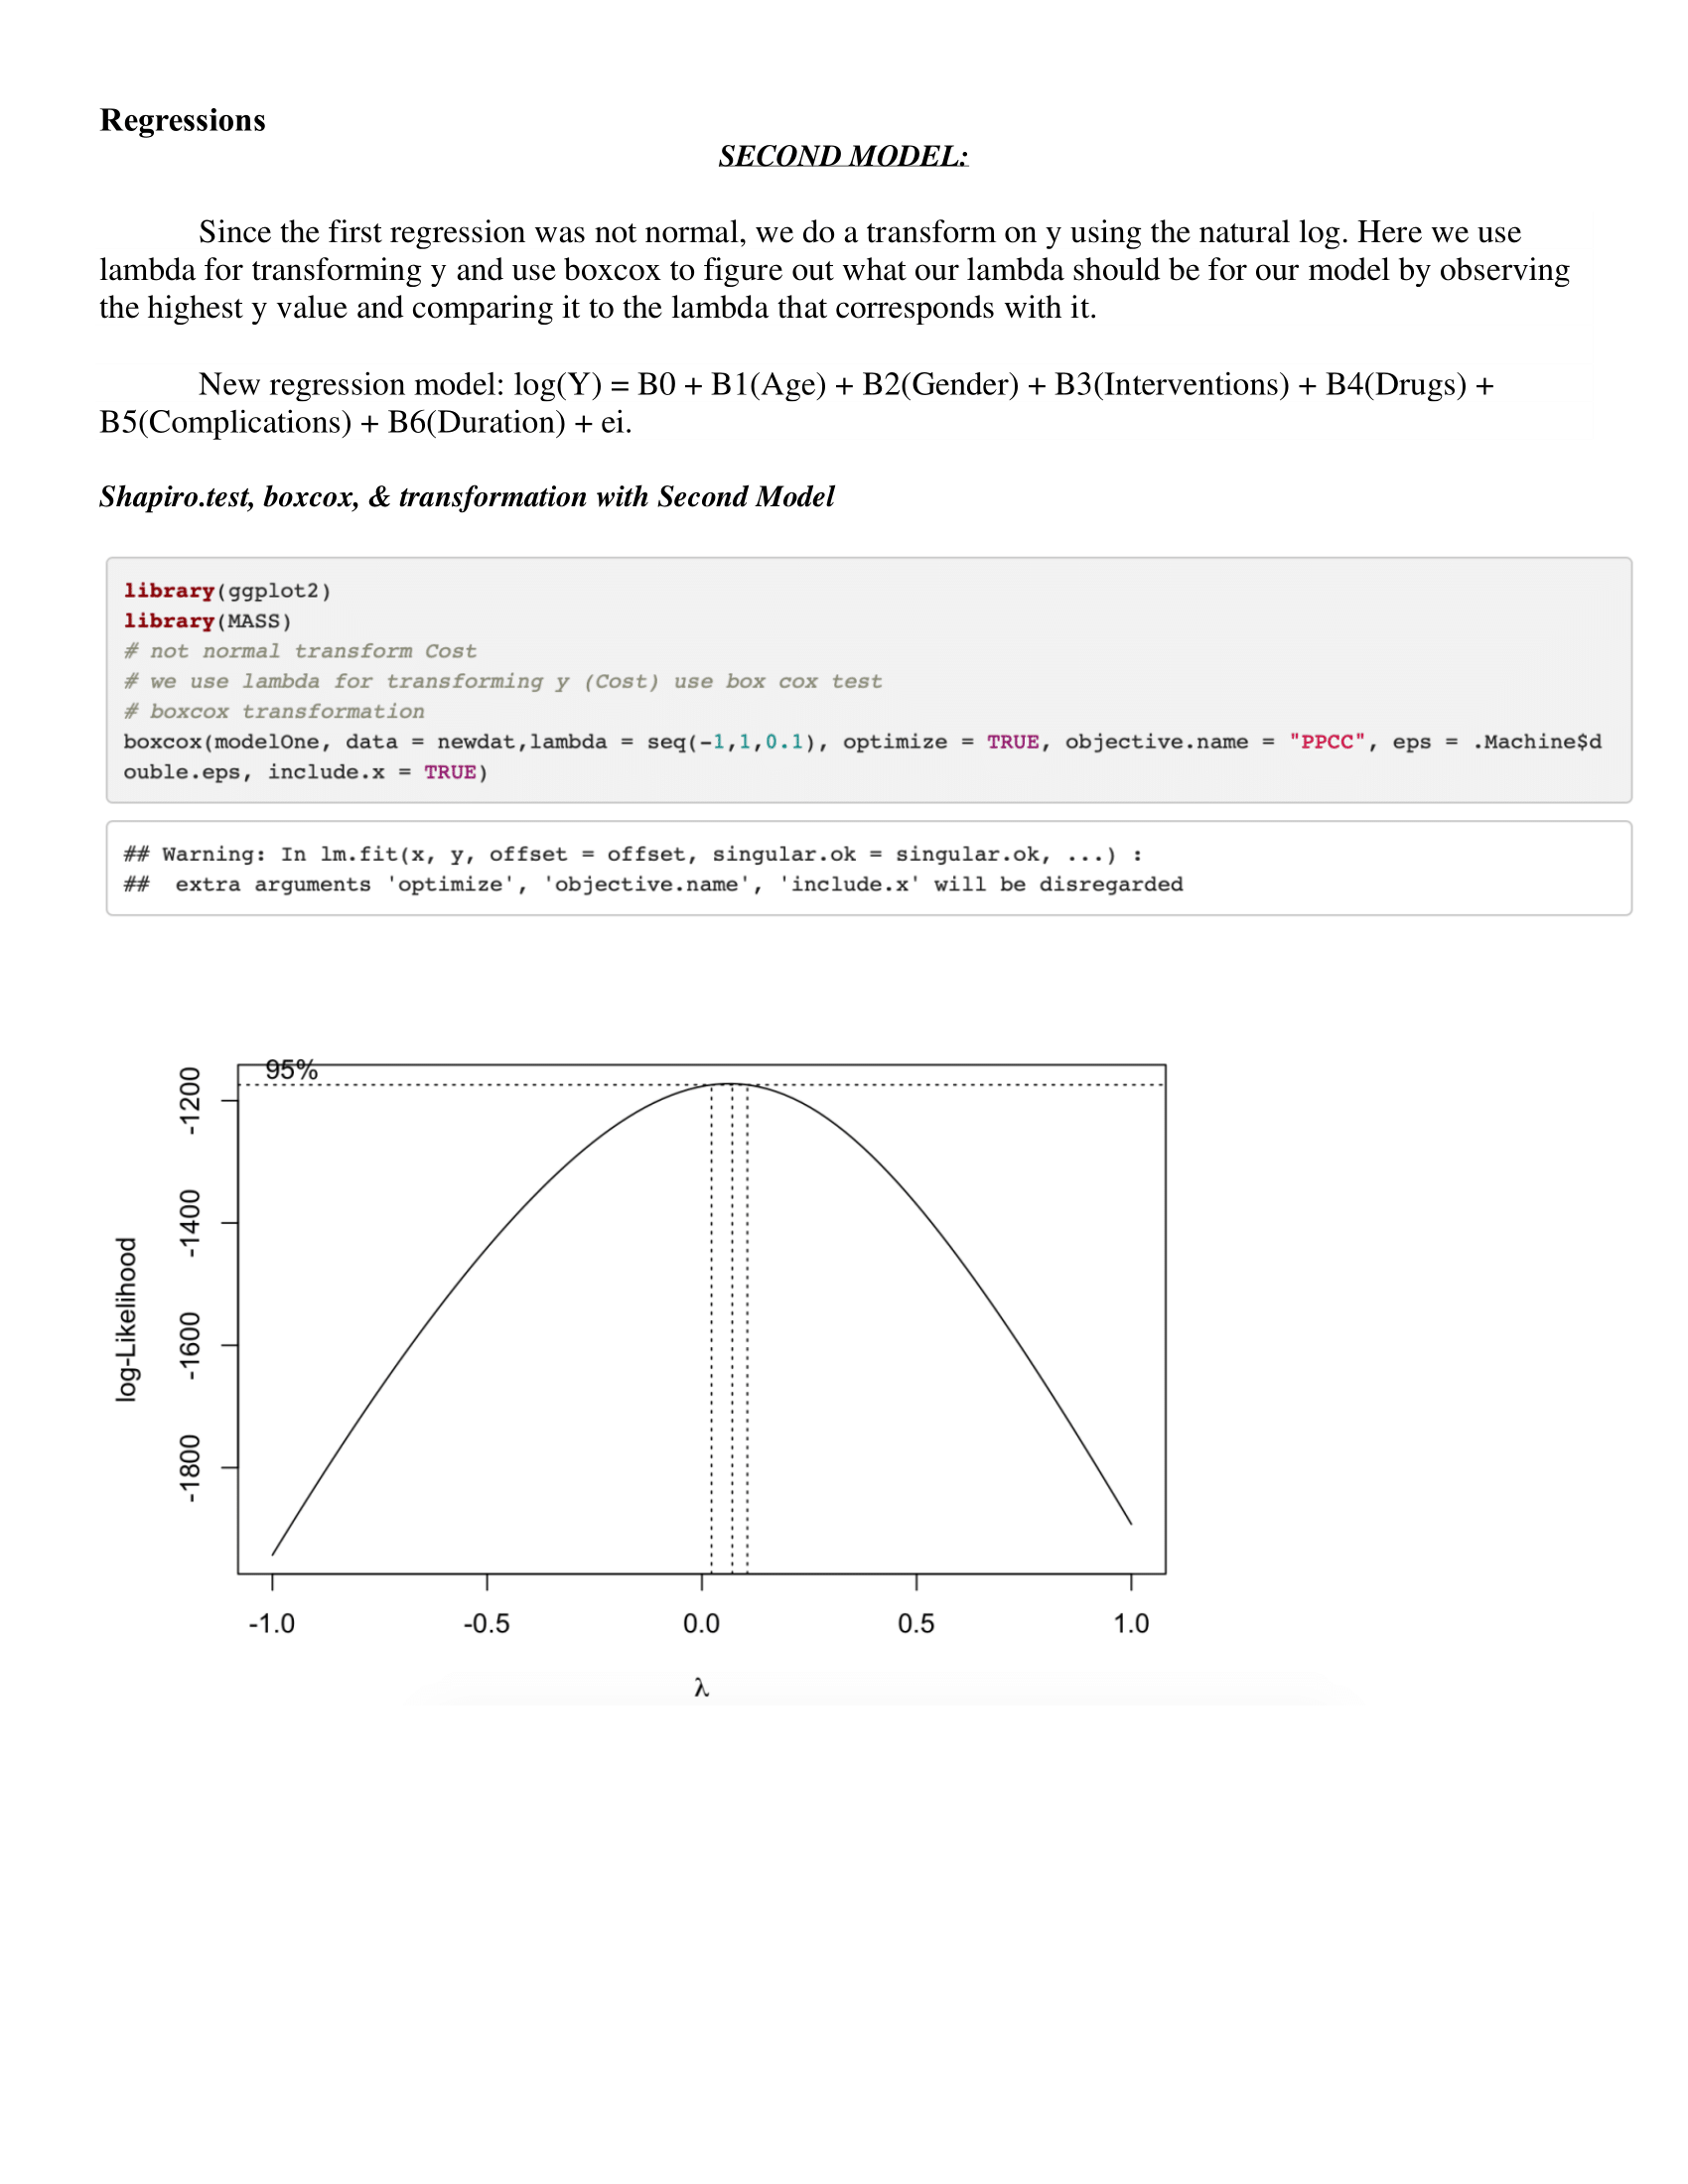 Regressions
SECOND MODEL:
Since the first regression was not normal, we do a transform on y using the natural log. Here we use
lambda for transforming y and use boxcox to figure out what our lambda should be for our model by observing
the highest y value and comparing it to the lambda that corresponds with it.
New regression model: log(Y) = B0 + B1(Age) + B2(Gender) + B3(Interventions) + B4(Drugs) +
B5(Complications) + B6(Duration) + ei.
Shapiro.test, boxcox, & transformation with Second Model
library(ggplot2)
library(MASS)
# not normal transform Cost
# we use lambda for transforming y (Cost) use box cox test
# boxcox transformation
boxcox(modelOne, data = newdat,lambda = seq(-1,1,0.1), optimize = TRUE, objective.name = "PPCC", eps = .Machine$d
ouble.eps, include.x = TRUE)
## Warning: In lm.fit(x, y, offset = offset, singular.ok = singular.ok, ...) :
##  extra arguments 'optimize', 'objective.name', 'include.x' will be disregarded
95%
-1200
-1400
-1600
-1800
log-Likelihood
-1.0
-0.5
0.0
0.5
1.0
λ